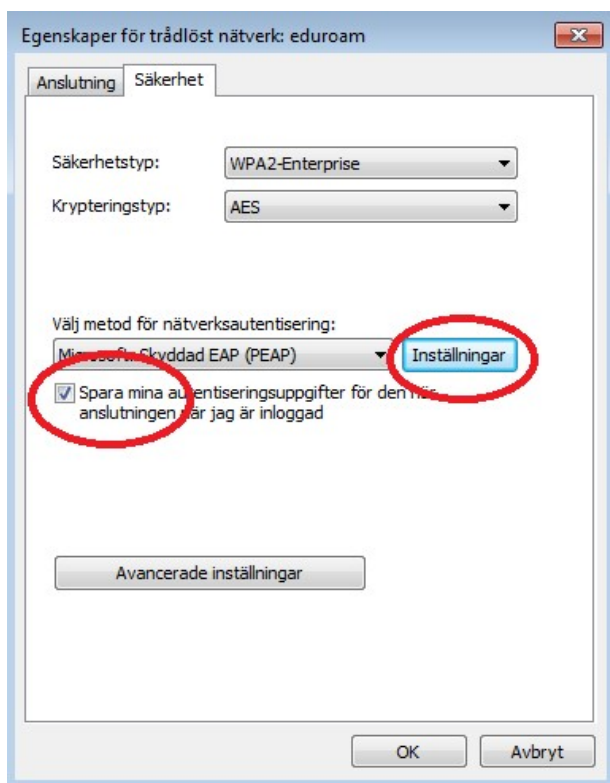 Egenskaper för trådlöst nätverk: eduroam
Anslutning Säkerhet
Säkerhetstyp: WPA2-Enterprise
Krypteringstyp: AES
Välj metod för nätverksautentisering:
Microsoft: Skyddad EAP (PEAP) Inställningar
Spara mina autentiseringsuppgifter för den här
anslutningen när jag är inloggad
Avancerade inställningar
OK Avbryt